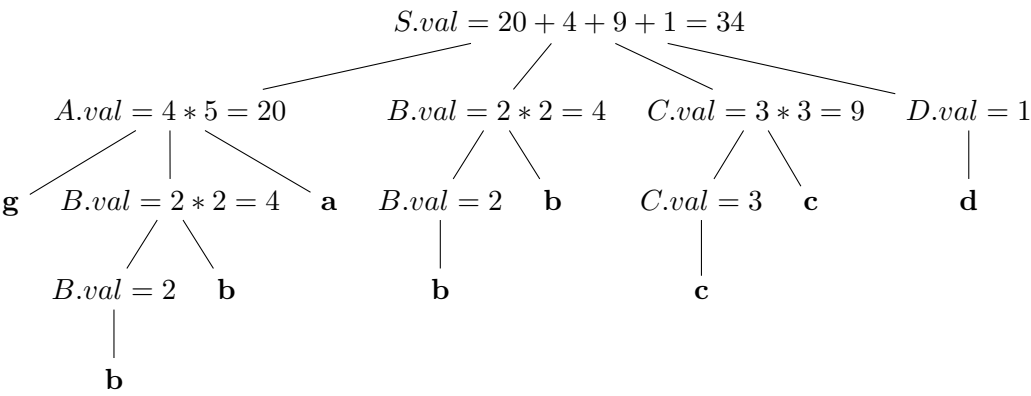 S.val = 20 + 4 + 9 + 1 = 34
A.val = 4 * 5 = 20 B.val = 2 * 2 = 4 C.val = 3 * 3 = 9 D.val = 1
g B.val = 2 * 2 = 4 a B.val = 2 b C.val = 3 c d
B.val = 2 b b c
b